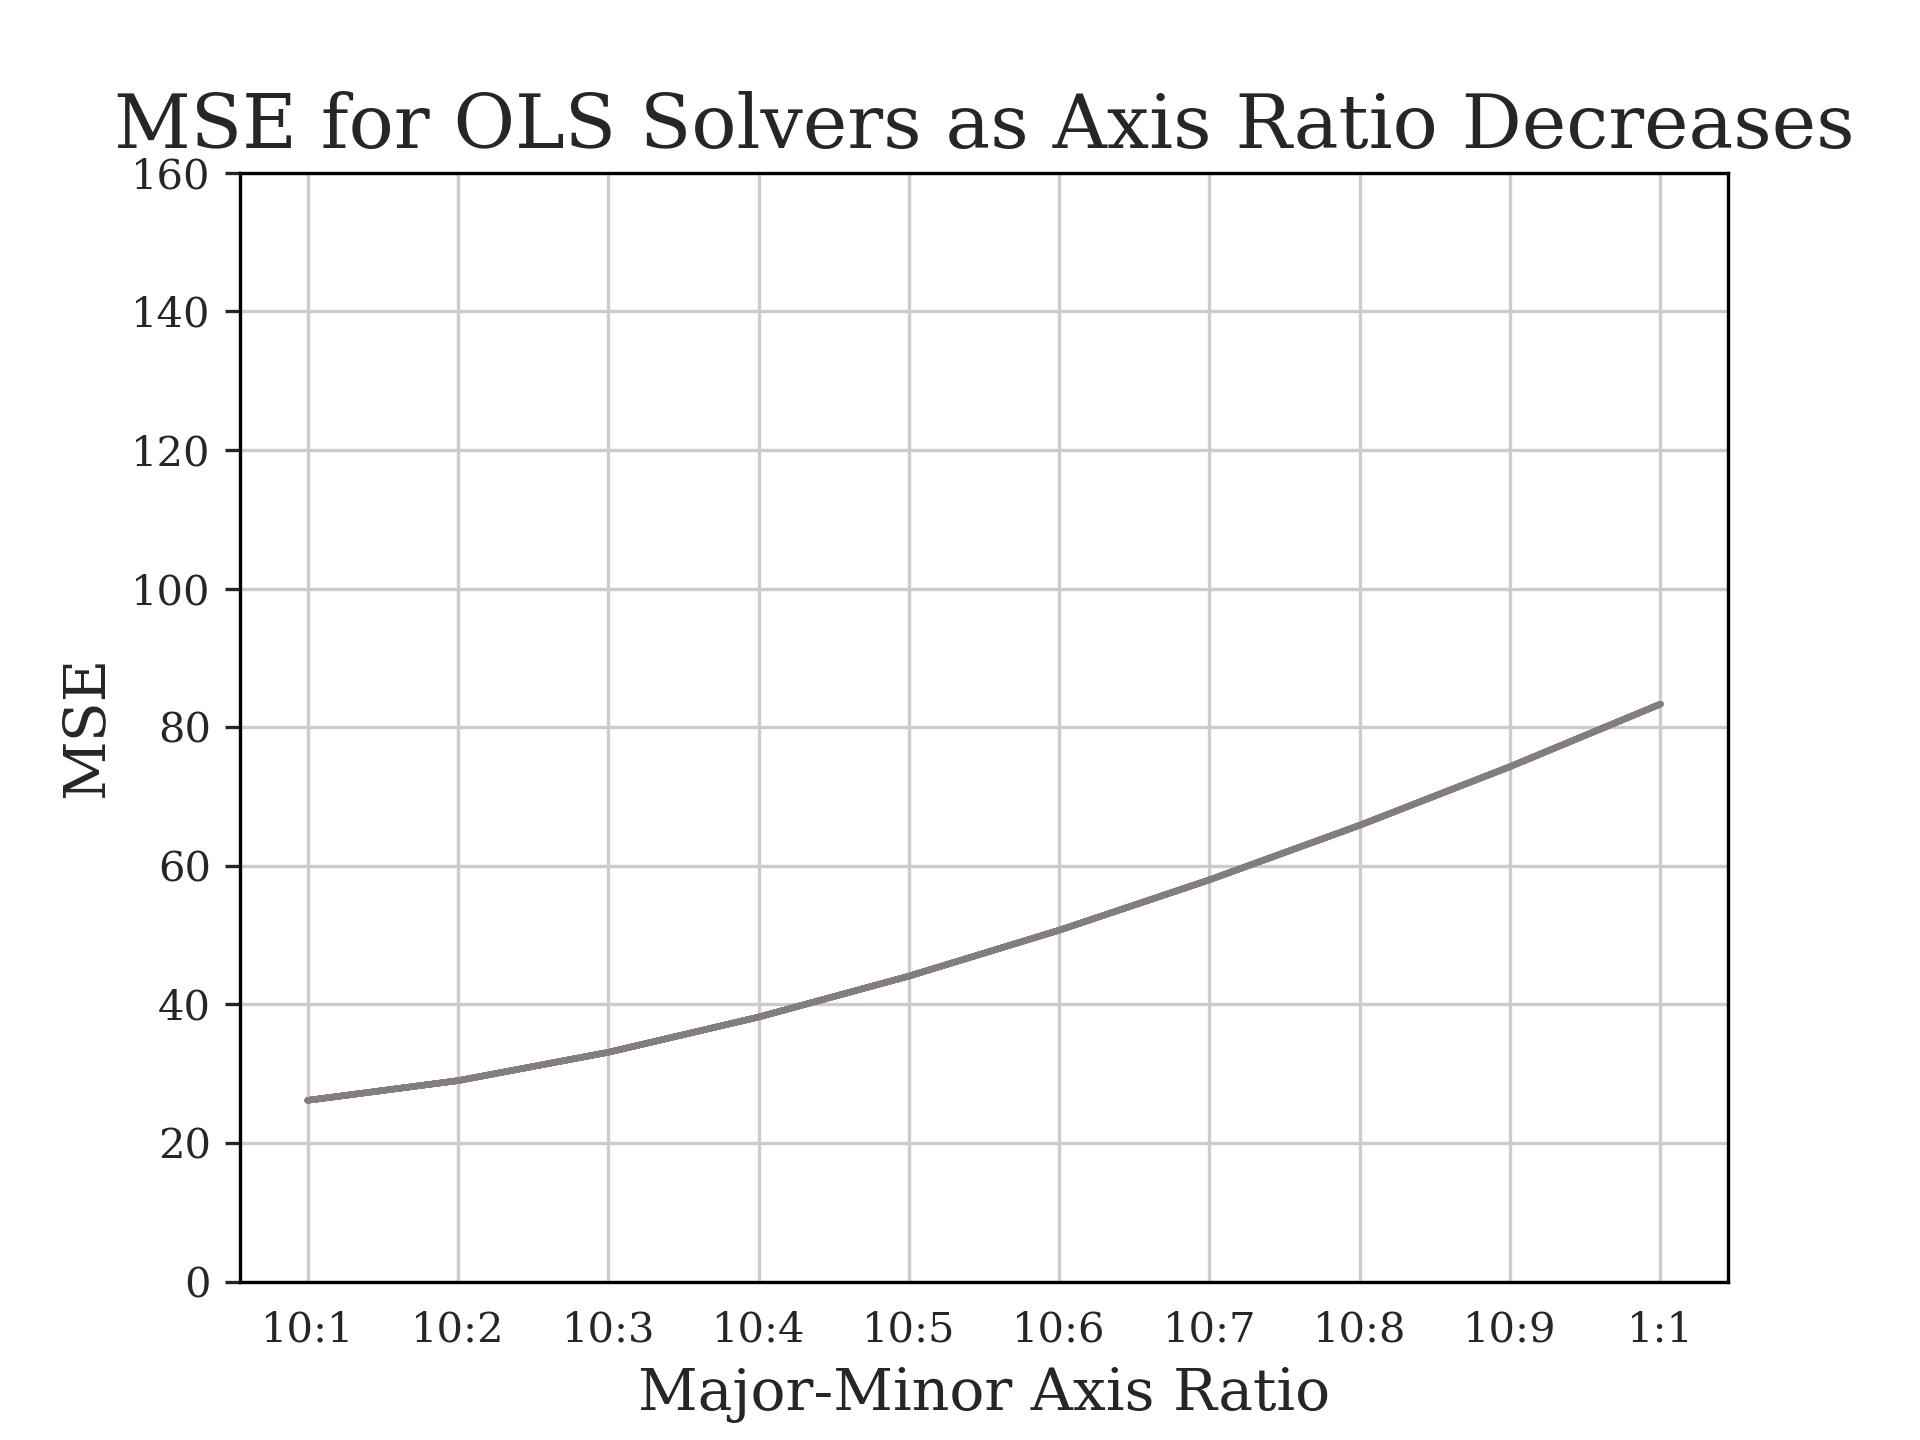 MSE for OLS Solvers as Axis Ratio Decreases
160
140
120
100
80
60
40
20
0
MSE
10:1 10:2 10:3 10:4 10:5 10:6 10:7 10:8 10:9 1:1
Major-Minor Axis Ratio